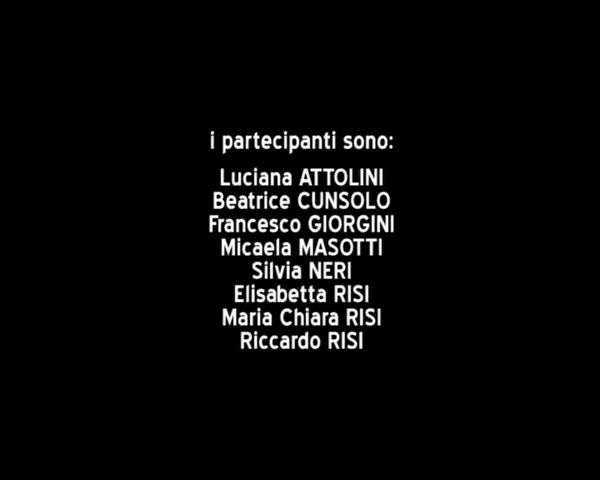 i partecipanti sono:
Luciana ATTOLINI
Beatrice CUNSOLO
Francesco GIORGINI
Micaela MASOTTI
Silvia NERI
Elisabetta RISI
Maria Chiara RISI
Riccardo RISI